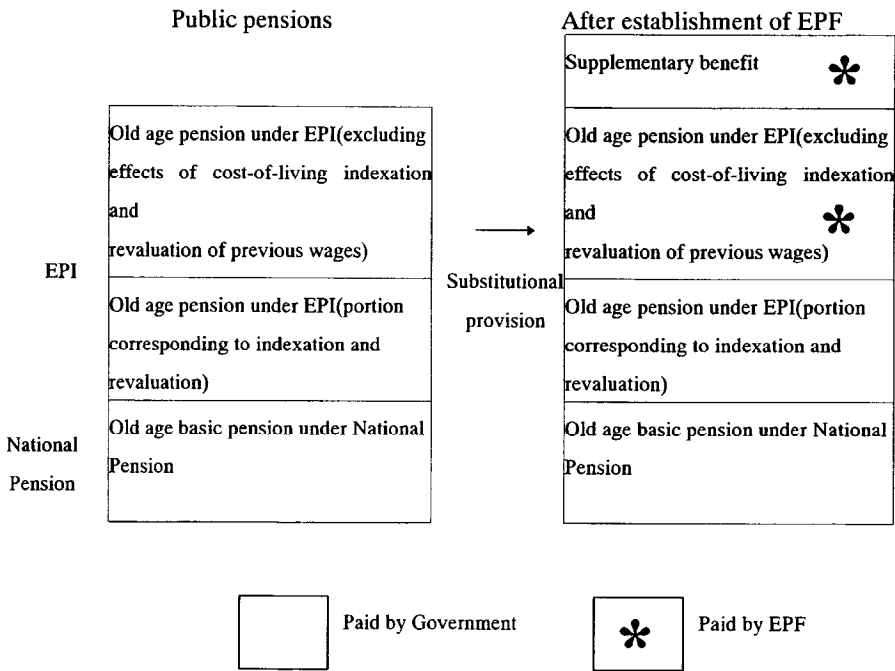 Public pensions
After establishment of EPF
Supplementary benefit *
Old age pension under EPI(excluding
effects of cost-of-living indexation
and
revaluation of previous wages)
Old age pension under EPI(excluding
effects of cost-of-living indexation
and *
revaluation of previous wages)
EPI
Substitutional
provision
Old age pension under EPI(portion
corresponding to indexation and
revaluation)
Old age pension under EPI(portion
corresponding to indexation and
revaluation)
National
Pension
Old age basic pension under National
Pension
Old age basic pension under National
Pension
Paid by Government
* Paid by EPF